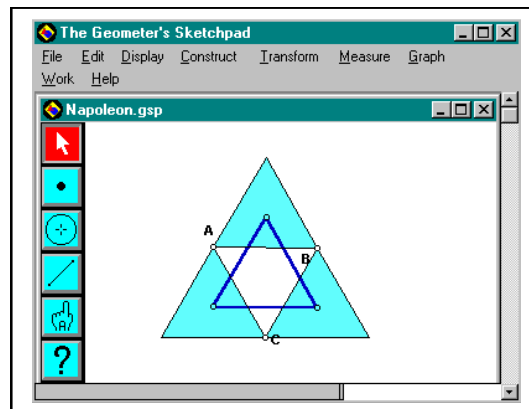 The Geometer's Sketchpad
File Edit Display Construct Transform Measure Graph
Work Help
Napoleon.gsp
A
B
C
A
?